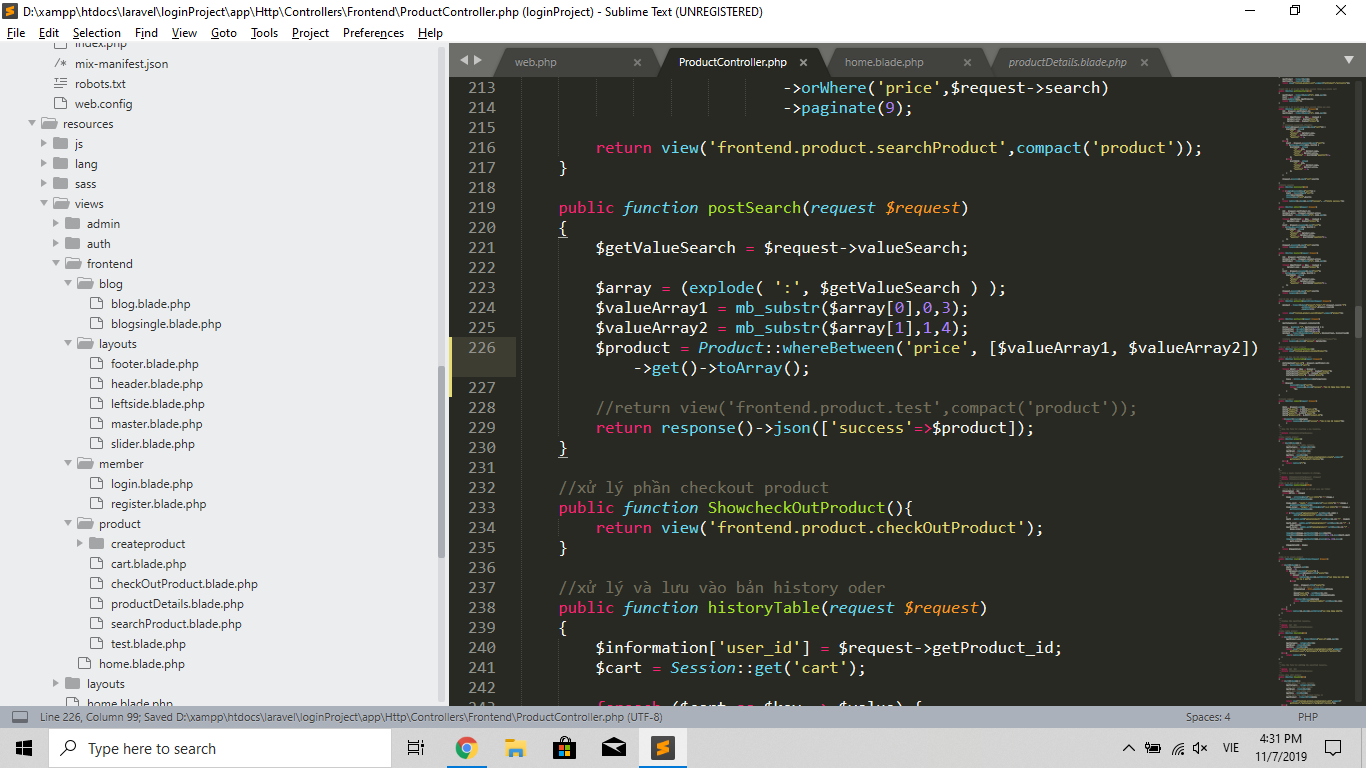 D:\xampp\htdocs\laravel\loginProject\app\Http\Controllers\Frontend\ProductController.php (loginProject) - Sublime Text (UNREGISTERED)
File Edit Selection Find View Goto Tools Project Preferences Help
index.php
/* mix-manifest.json
robots.txt
web.config
resources
js
lang
sass
views
admin
auth
frontend
blog
blog.blade.php
blogsingle.blade.php
layouts
footer.blade.php
header.blade.php
leftside.blade.php
master.blade.php
slider.blade.php
member
login.blade.php
register.blade.php
product
createproduct
cart.blade.php
checkOutProduct.blade.php
productDetails.blade.php
searchProduct.blade.php
test.blade.php
home.blade.php
layouts
home.blade.php
web.php × ProductController.php × home.blade.php × productDetails.blade.php ×
213 ->orWhere('price',$request->search)
214 ->paginate(9);
215
216 return view('frontend.product.searchProduct',compact('product'));
217 }
218
219 public function postSearch(request $request)
220 {
221 $getValueSearch = $request->valueSearch;
222
223 $array = (explode( ':', $getValueSearch ) );
224 $valueArray1 = mb_substr($array[0],0,3);
225 $valueArray2 = mb_substr($array[1],1,4);
226 $product = Product::whereBetween('price', [$valueArray1, $valueArray2])
->get()->toArray();
227
228 //return view('frontend.product.test',compact('product'));
229 return response()->json(['success'=>$product]);
230 }
231
232 //xử lý phần checkout product
233 public function ShowcheckOutProduct(){
234 return view('frontend.product.checkOutProduct');
235 }
236
237 //xử lý và lưu vào bản history oder
238 public function historyTable(request $request)
239 {
240 $information['user_id'] = $request->getProduct_id;
241 $cart = Session::get('cart');
242
243 foreach ($cart as $key => $value) {
Line 226, Column 99; Saved D:\xampp\htdocs\laravel\loginProject\app\Http\Controllers\Frontend\ProductController.php (UTF-8) Spaces: 4 PHP
Type here to search
VIE
4:31 PM
11/7/2019